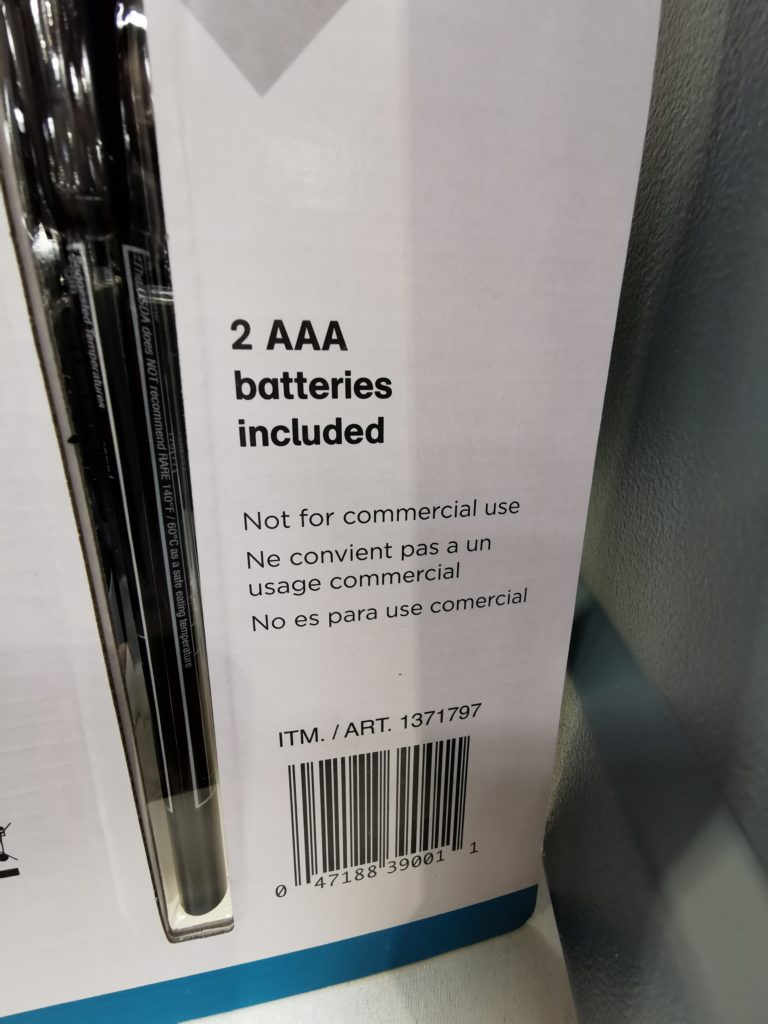 2 AAA
batteries
included
Not for commercial use
Ne convient pas a un
usage commercial
No es para use comercial
ITM. / ART. 1371797
0 47188 39001 1
Temperatures
USDA does NOT recommend RARE 140°F / 60°C as a safe eating temperature